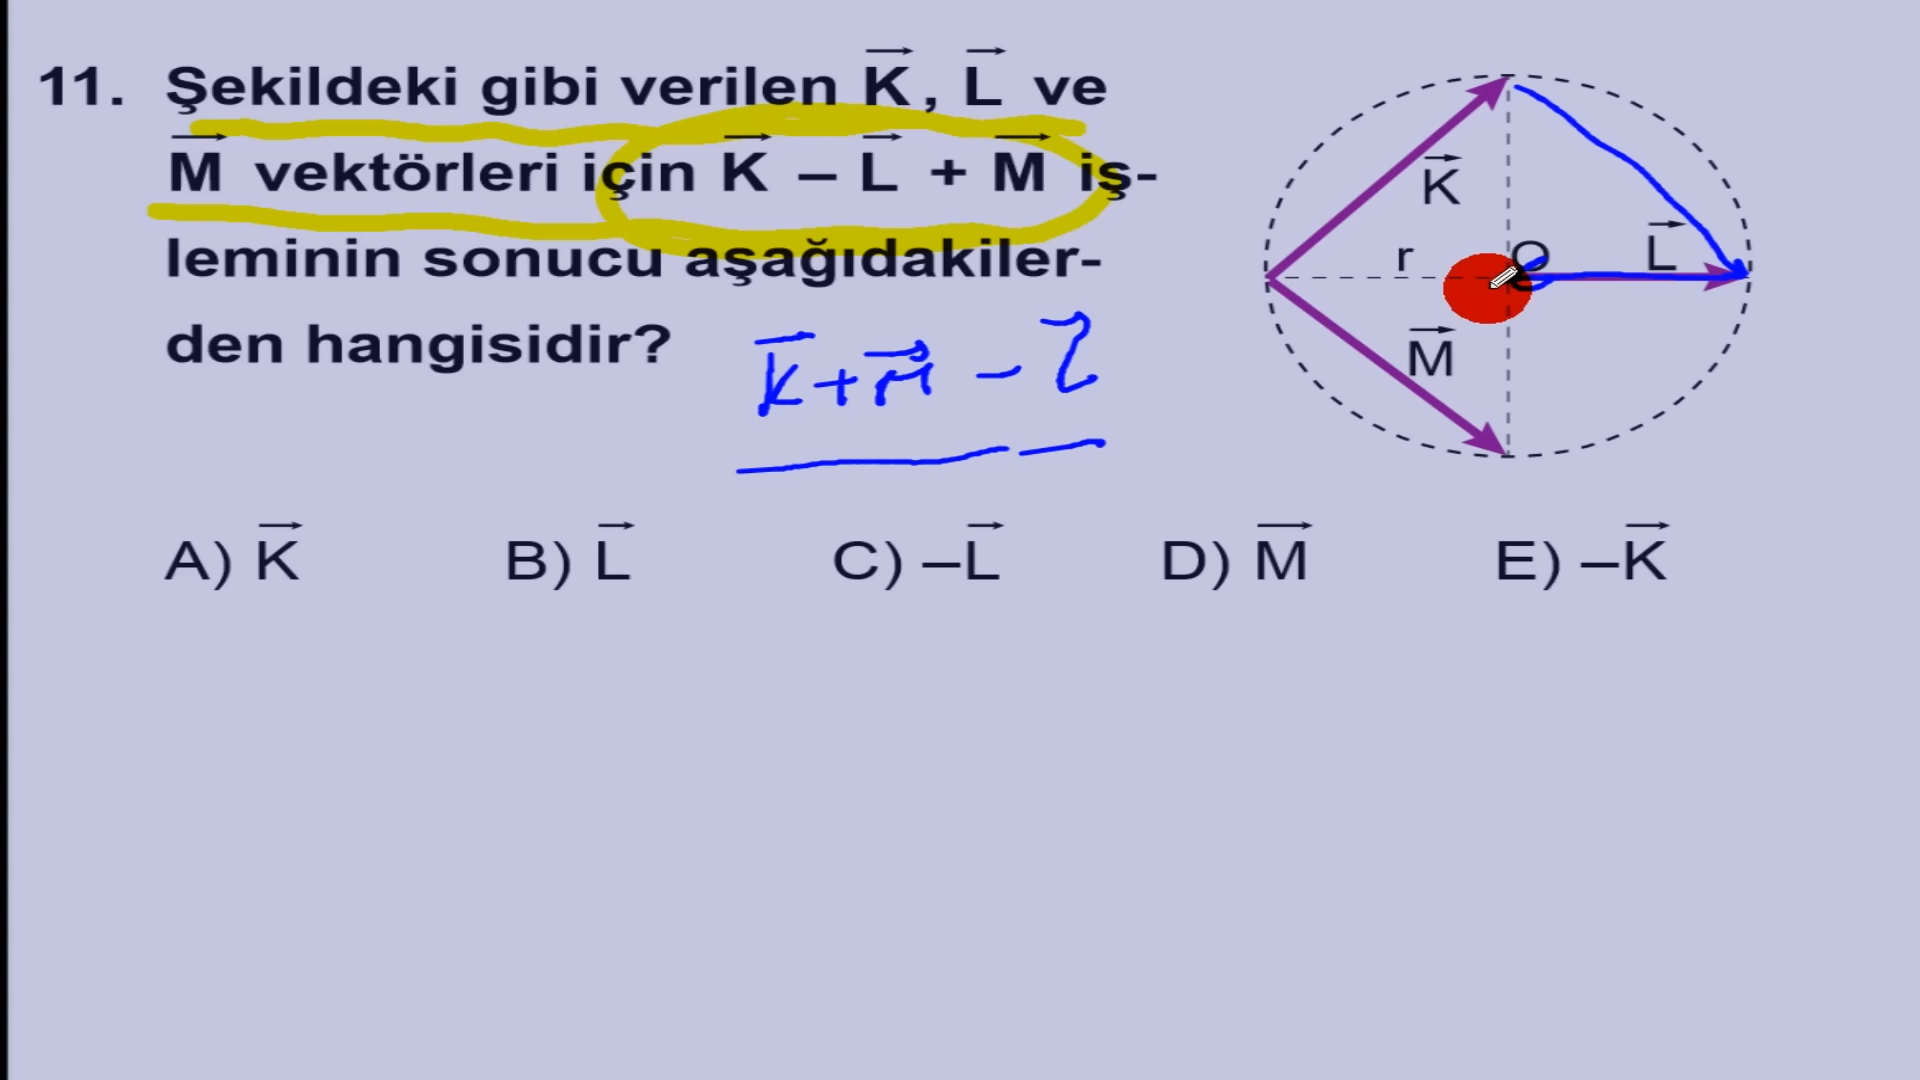 11. Şekildeki gibi verilen K, L ve
M vektörleri için K – L + M iş-
leminin sonucu aşağıdakiler-
den hangisidir?
K + M - L
K
r
O
L
M
A) K
B) L
C) –L
D) M
E) –K